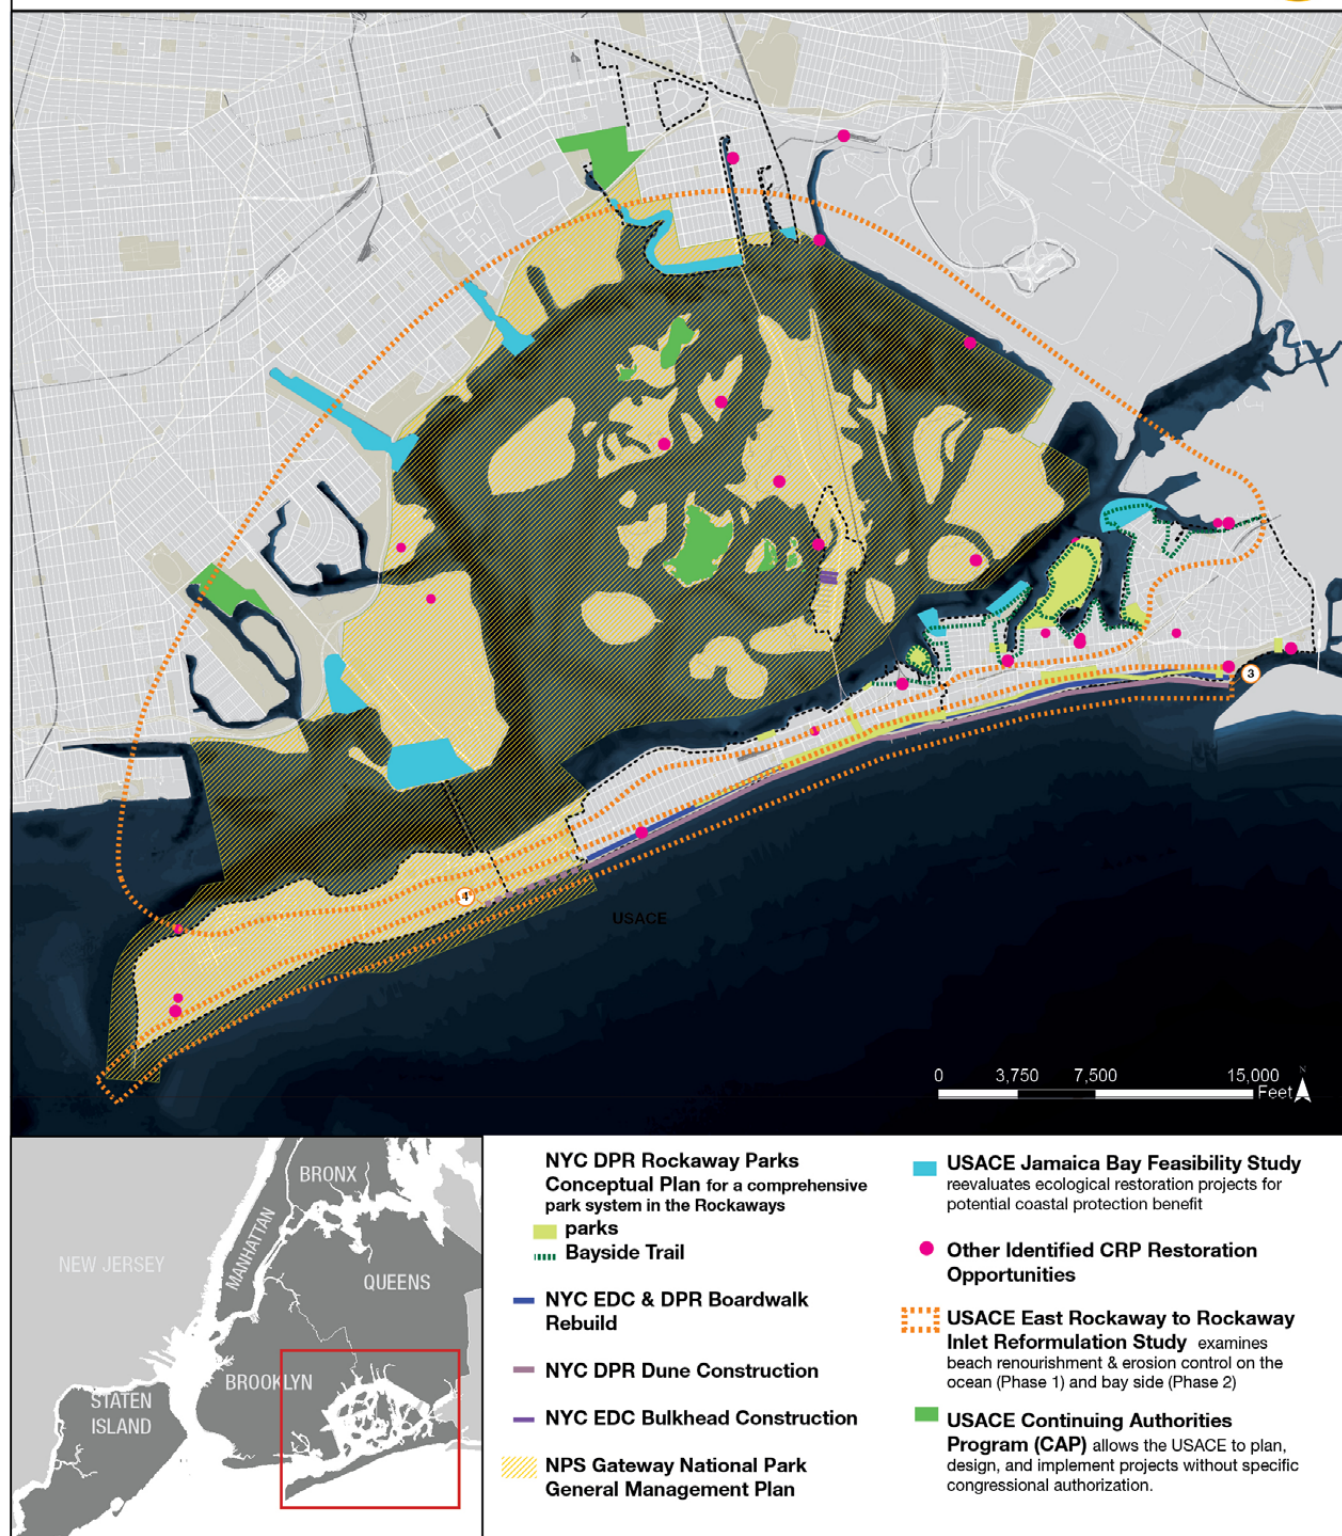 3
4
USACE
0 3,750 7,500 15,000
Feet
N
BRONX
MANHATTAN
NEW JERSEY
QUEENS
BROOKLYN
STATEN
ISLAND
NYC DPR Rockaway Parks
Conceptual Plan for a comprehensive
park system in the Rockaways
parks
Bayside Trail
NYC EDC & DPR Boardwalk
Rebuild
NYC DPR Dune Construction
NYC EDC Bulkhead Construction
NPS Gateway National Park
General Management Plan
USACE Jamaica Bay Feasibility Study
reevaluates ecological restoration projects for
potential coastal protection benefit
Other Identified CRP Restoration
Opportunities
USACE East Rockaway to Rockaway
Inlet Reformulation Study examines
beach renourishment & erosion control on the
ocean (Phase 1) and bay side (Phase 2)
USACE Continuing Authorities
Program (CAP) allows the USACE to plan,
design, and implement projects without specific
congressional authorization.